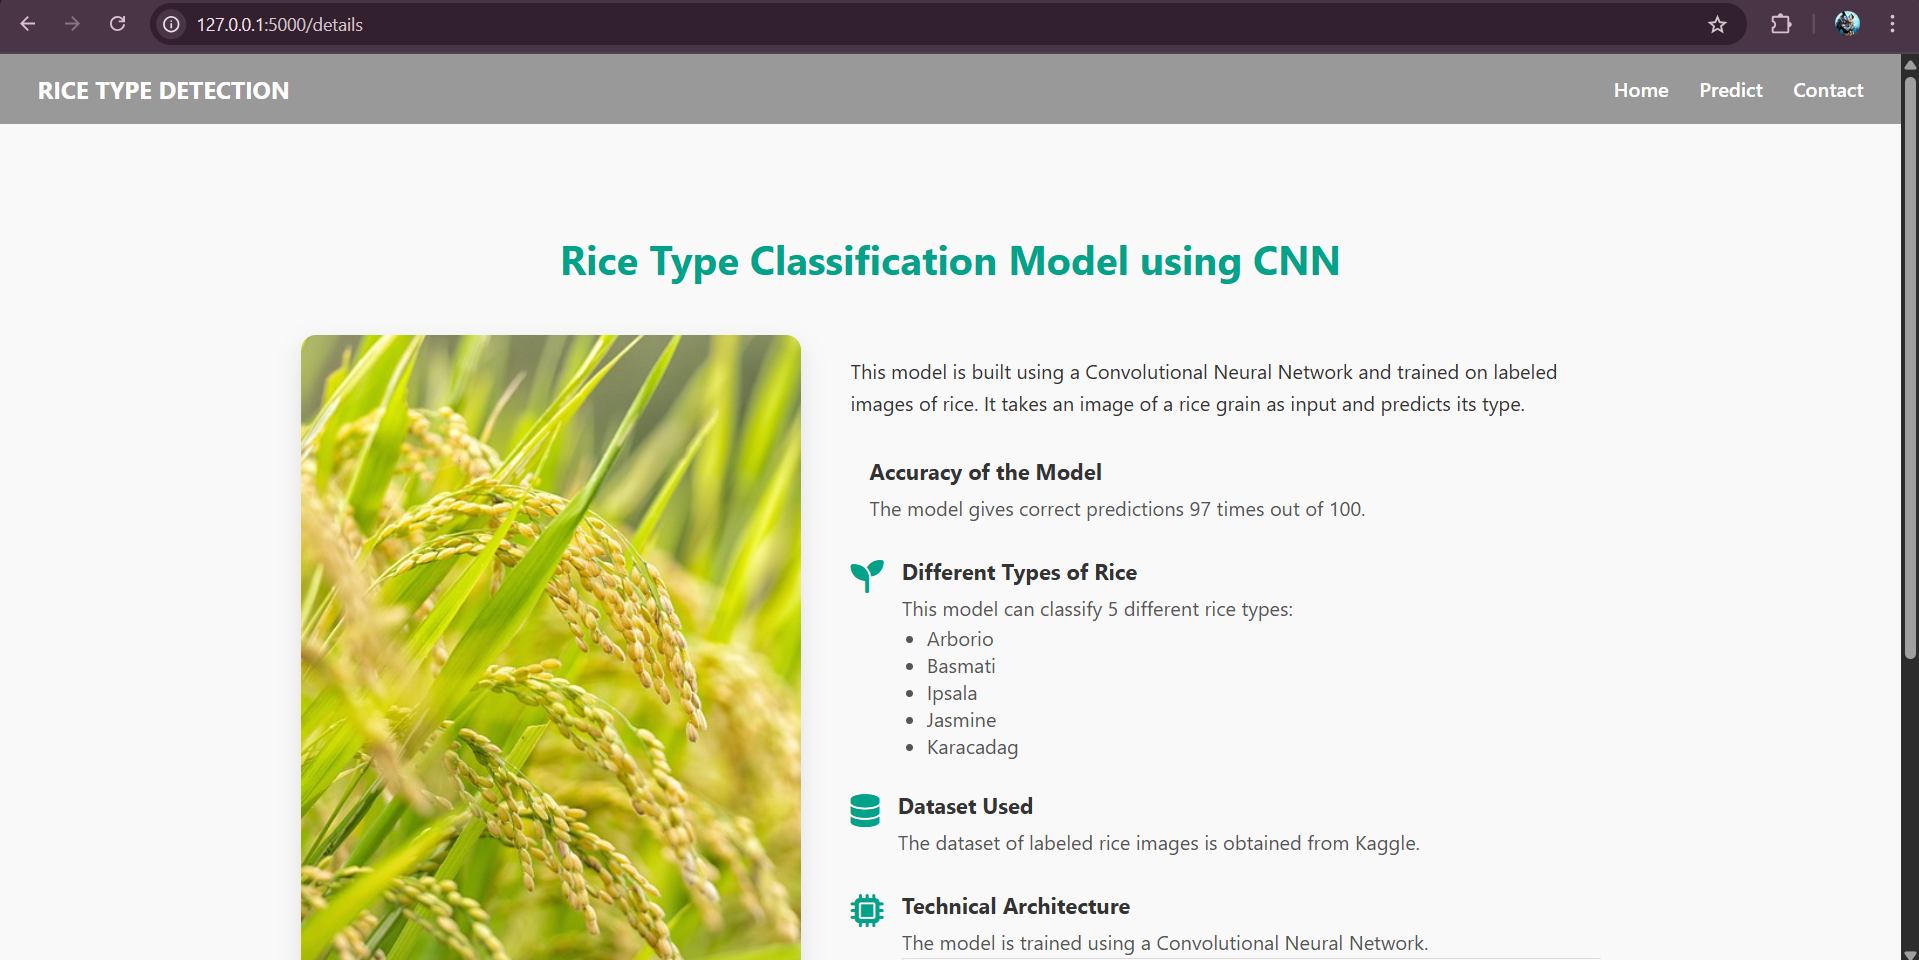 127.0.0.1:5000/details
RICE TYPE DETECTION
Home
Predict
Contact
Rice Type Classification Model using CNN
This model is built using a Convolutional Neural Network and trained on labeled
images of rice. It takes an image of a rice grain as input and predicts its type.
Accuracy of the Model
The model gives correct predictions 97 times out of 100.
Different Types of Rice
This model can classify 5 different rice types:
Arborio
Basmati
Ipsala
Jasmine
Karacadag
Dataset Used
The dataset of labeled rice images is obtained from Kaggle.
Technical Architecture
The model is trained using a Convolutional Neural Network.